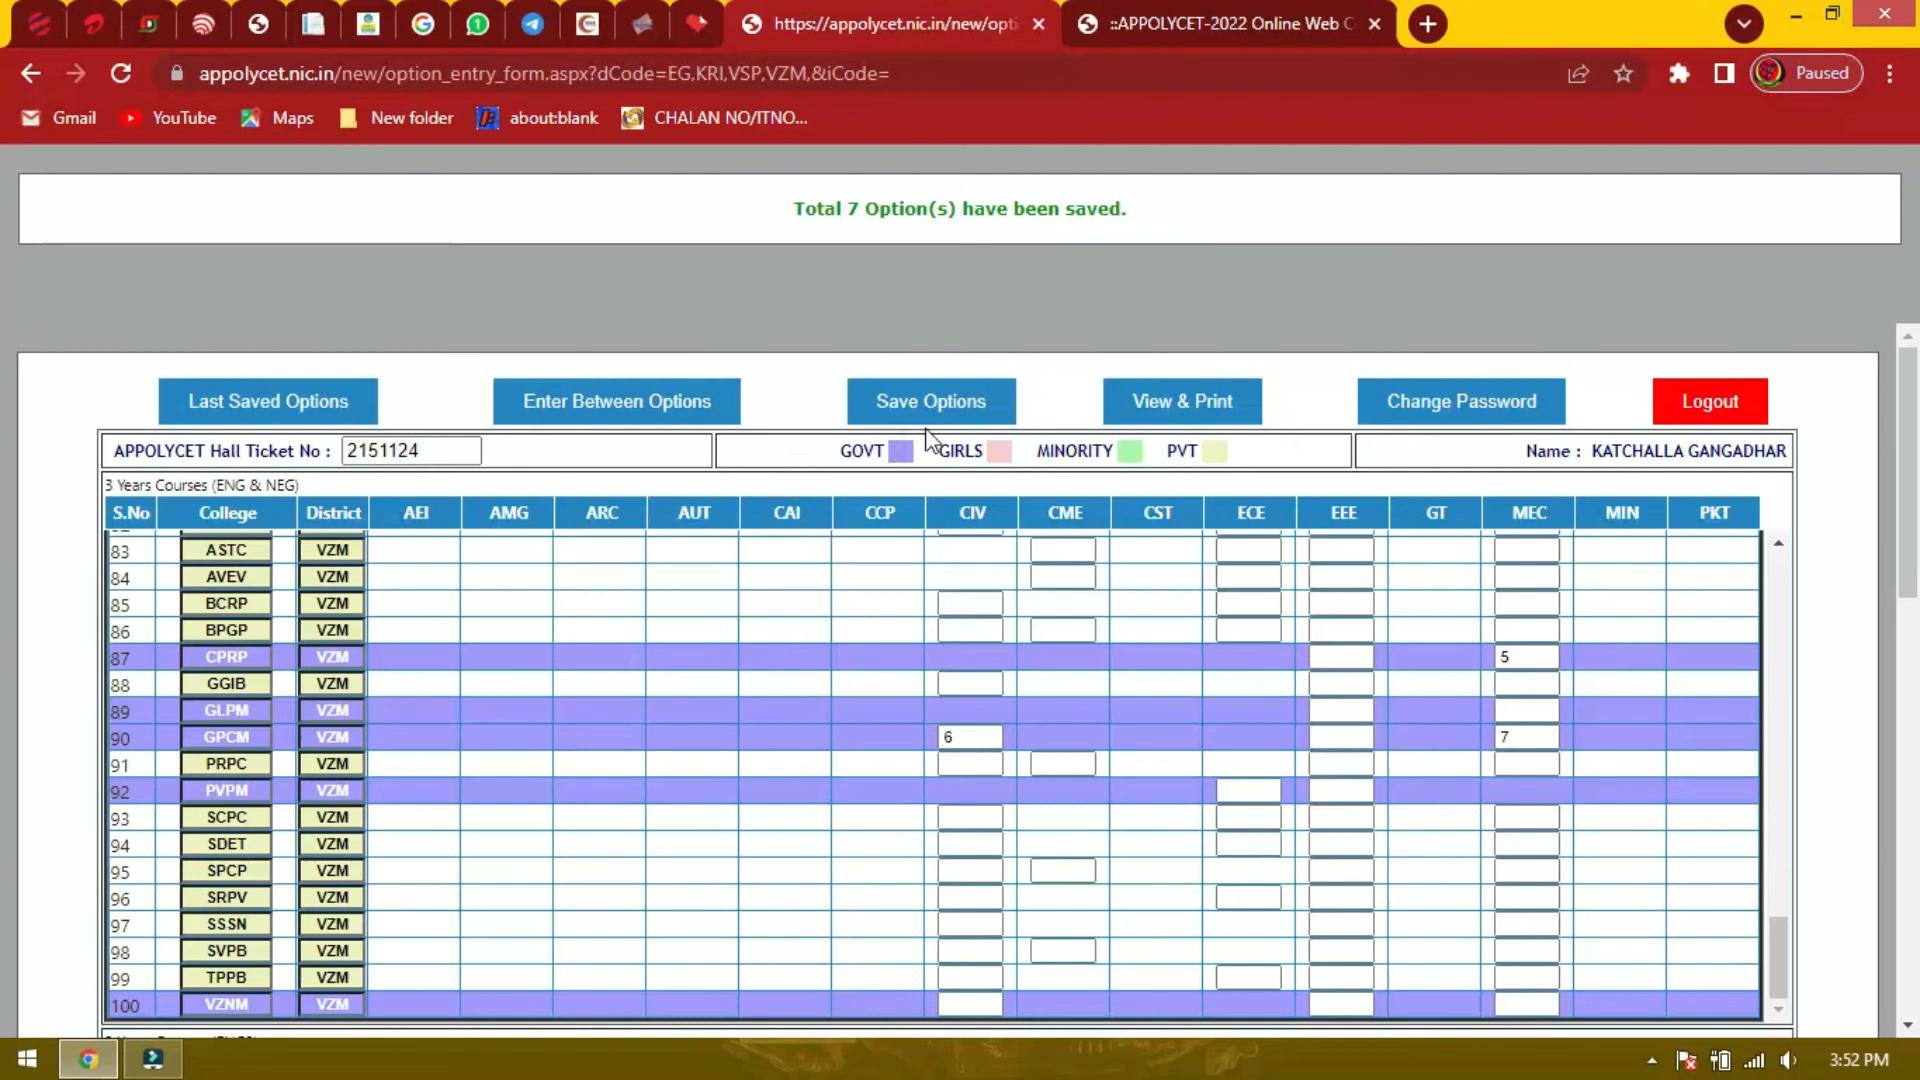 https://appolycet.nic.in/new/opti
::APPOLYCET-2022 Online Web C
appolycet.nic.in/new/option_entry_form.aspx?dCode=EG,KRI,VSP,VZM,&iCode=
Paused
Gmail YouTube Maps New folder about:blank CHALAN NO/ITNO...
Total 7 Option(s) have been saved.
Last Saved Options Enter Between Options Save Options View & Print Change Password Logout
APPOLYCET Hall Ticket No : 2151124 GOVT GIRLS MINORITY PVT Name : KATCHALLA GANGADHAR
3 Years Courses (ENG & NEG)
S.No College District AEI AMG ARC AUT CAI CCP CIV CME CST ECE EEE GT MEC MIN PKT
83 ASTC VZM
84 AVEV VZM
85 BCRP VZM
86 BPGP VZM
87 CPRP VZM 5
88 GGIB VZM
89 GLPM VZM
90 GPCM VZM 6 7
91 PRPC VZM
92 PVPM VZM
93 SCPC VZM
94 SDET VZM
95 SPCP VZM
96 SRPV VZM
97 SSSN VZM
98 SVPB VZM
99 TPPB VZM
100 VZNM VZM
3:52 PM